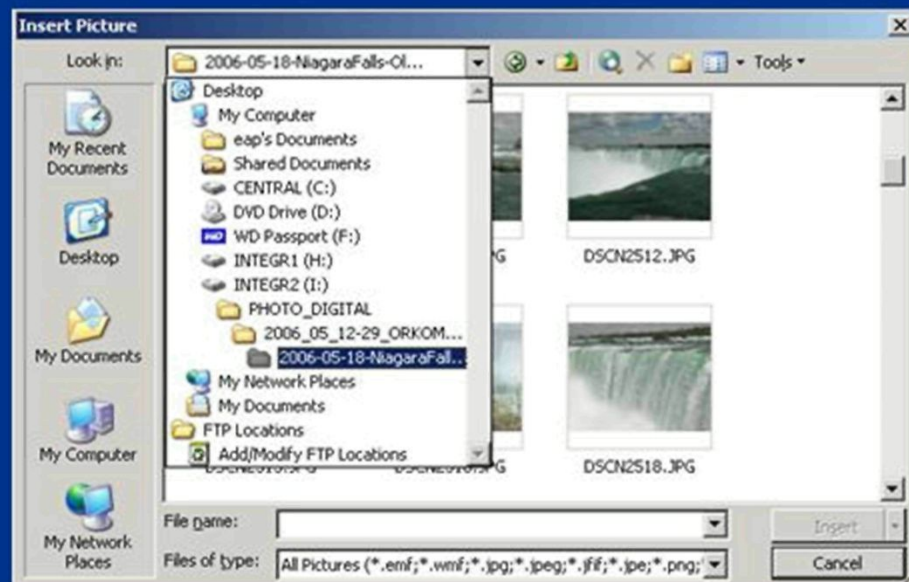 Insert Picture
Look in:
2006-05-18-NiagaraFalls-Ol...
Tools
My Recent
Documents
Desktop
My Documents
My Computer
My Network
Places
Desktop
My Computer
eap's Documents
Shared Documents
CENTRAL (C:)
DVD Drive (D:)
WD Passport (F:)
INTEGR1 (H:)
INTEGR2 (I:)
PHOTO_DIGITAL
2006_05_12-29_ORKOM...
2006-05-18-NiagaraFall...
My Network Places
My Documents
FTP Locations
Add/Modify FTP Locations
DSCN2512.JPG
DSCN2518.JPG
File name:
Insert
Files of type:
All Pictures (*.emf;*.wmf;*.jpg;*.jpeg;*.jfif;*.jpe;*.png;*
Cancel